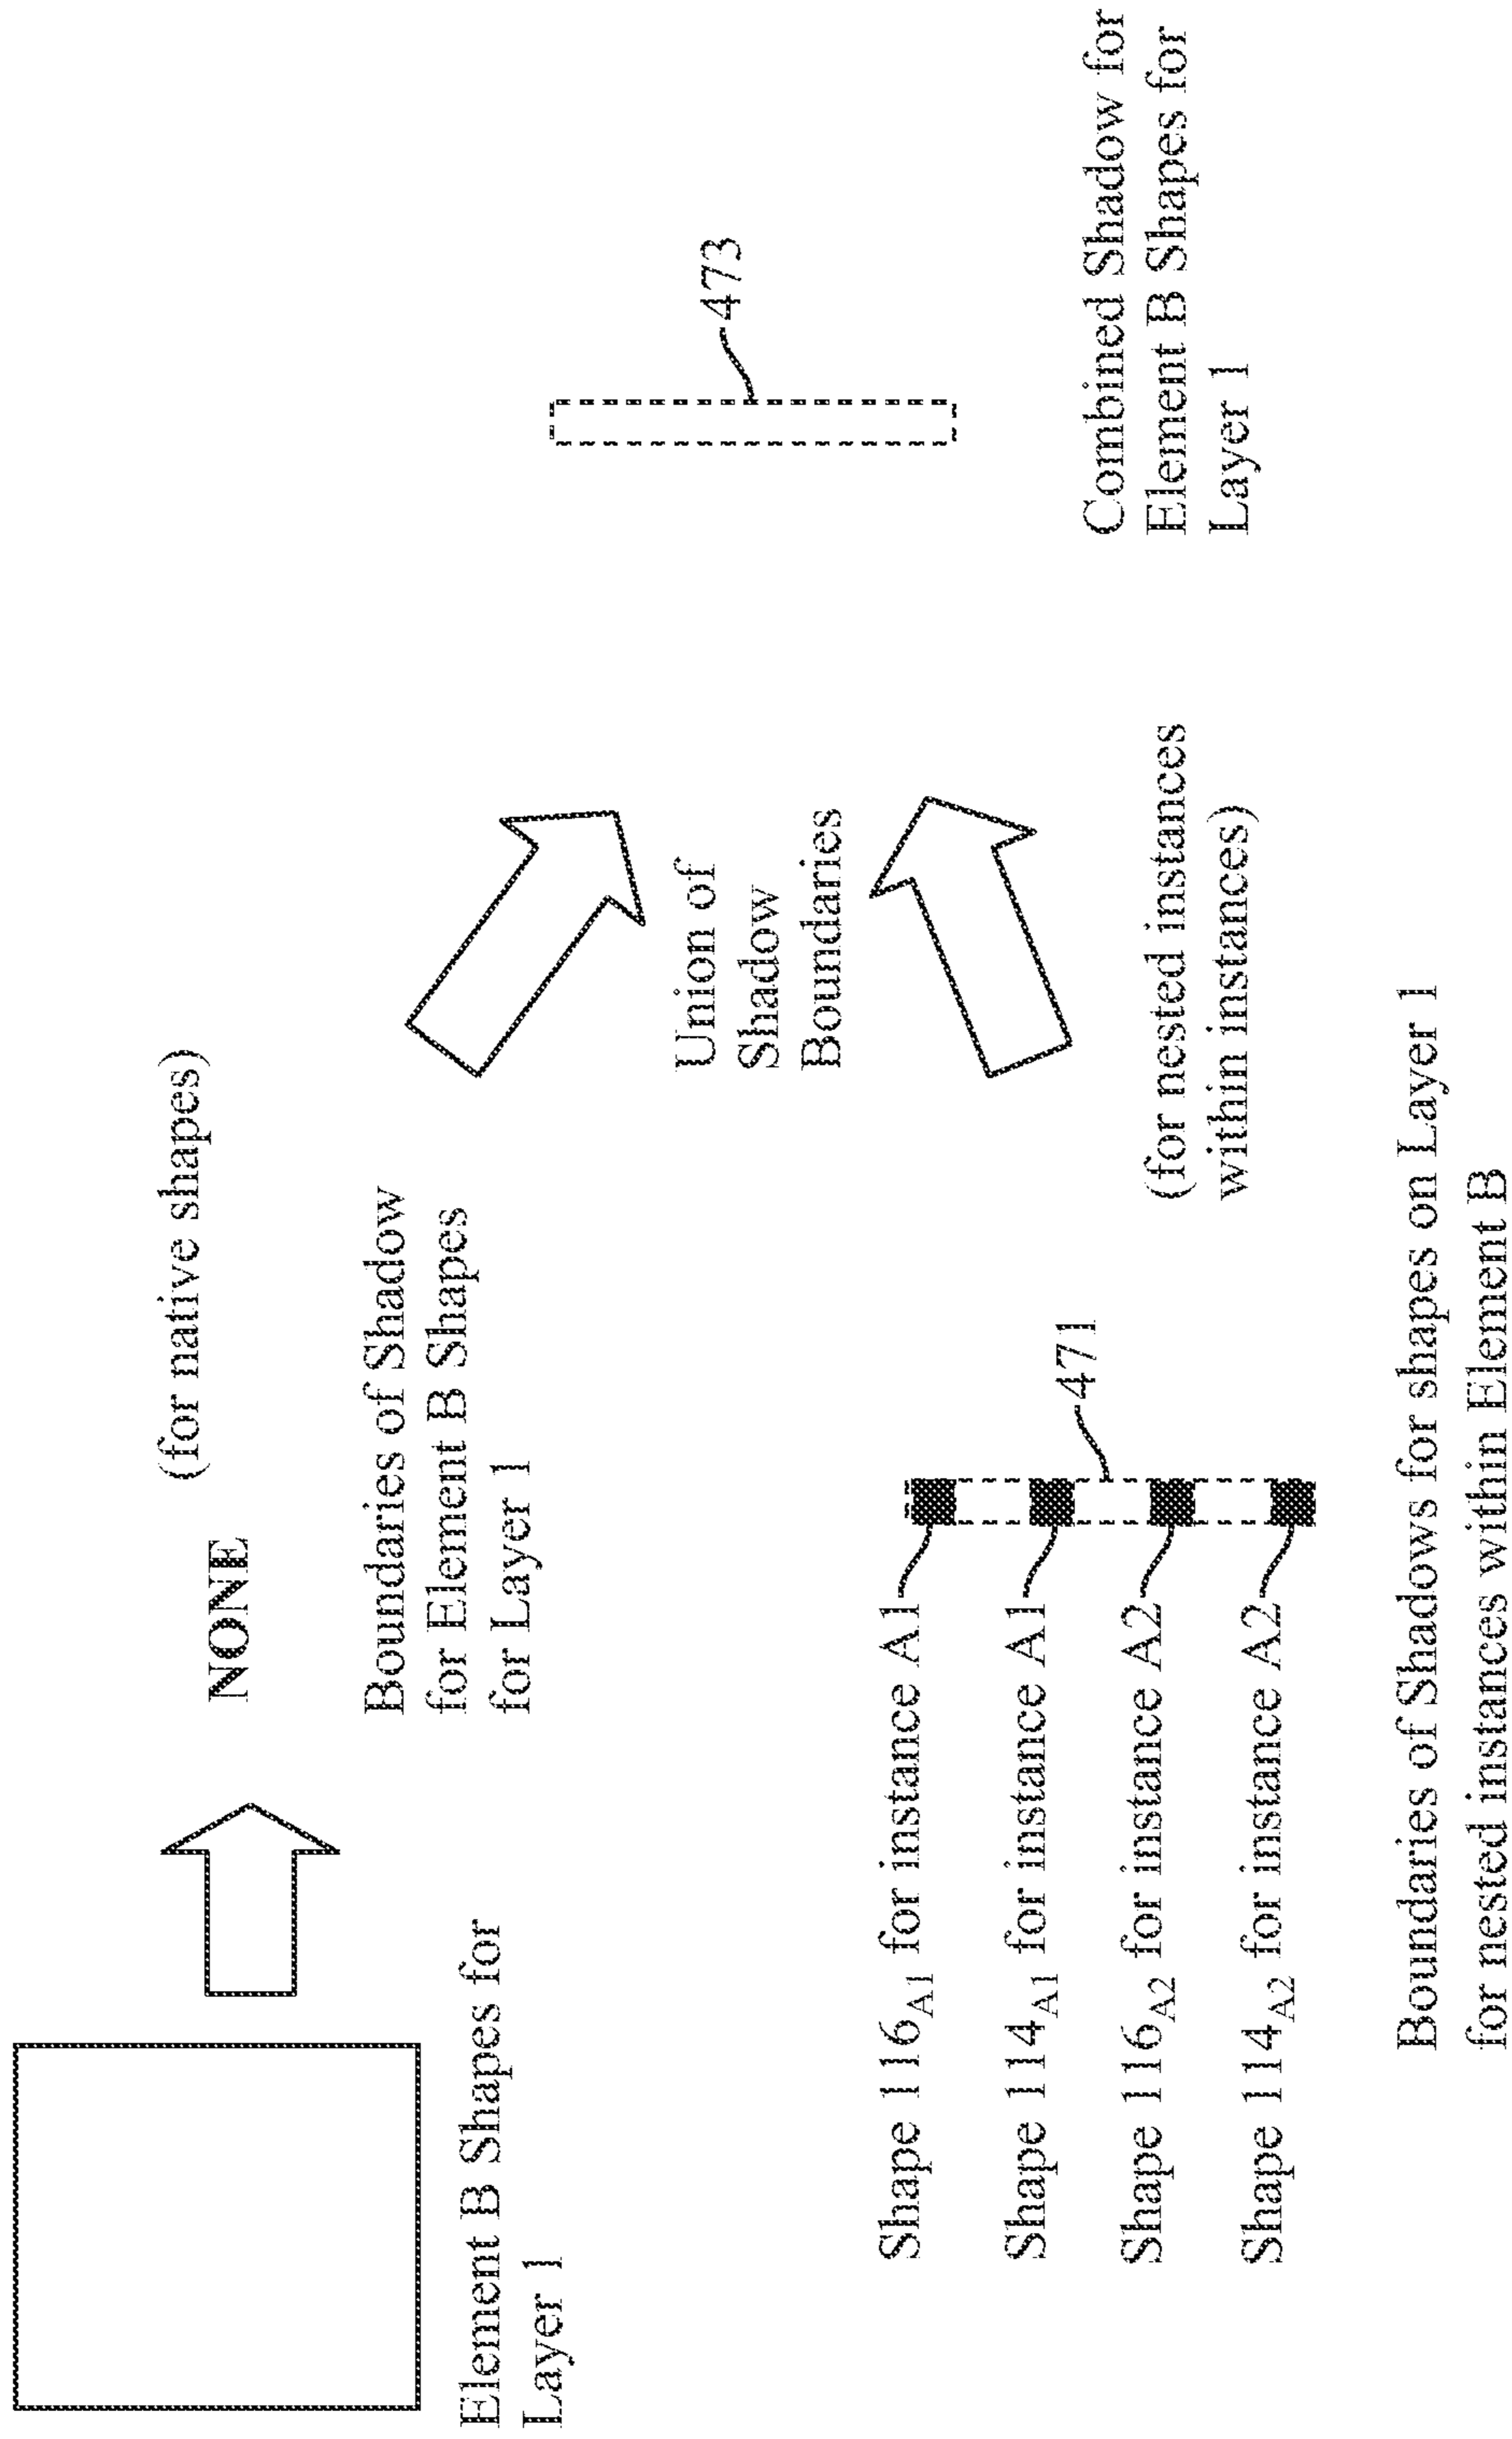 Element B Shapes for
Layer 1
NONE
(for native shapes)
Boundaries of Shadow
for Element B Shapes
for Layer 1
Union of
Shadow
Boundaries
473
Combined Shadow for
Element B Shapes for
Layer 1
Shape 116A1 for instance A1
Shape 114A1 for instance A1
Shape 116A2 for instance A2
Shape 114A2 for instance A2
471
(for nested instances
within instances)
Boundaries of Shadows for shapes on Layer 1
for nested instances within Element B